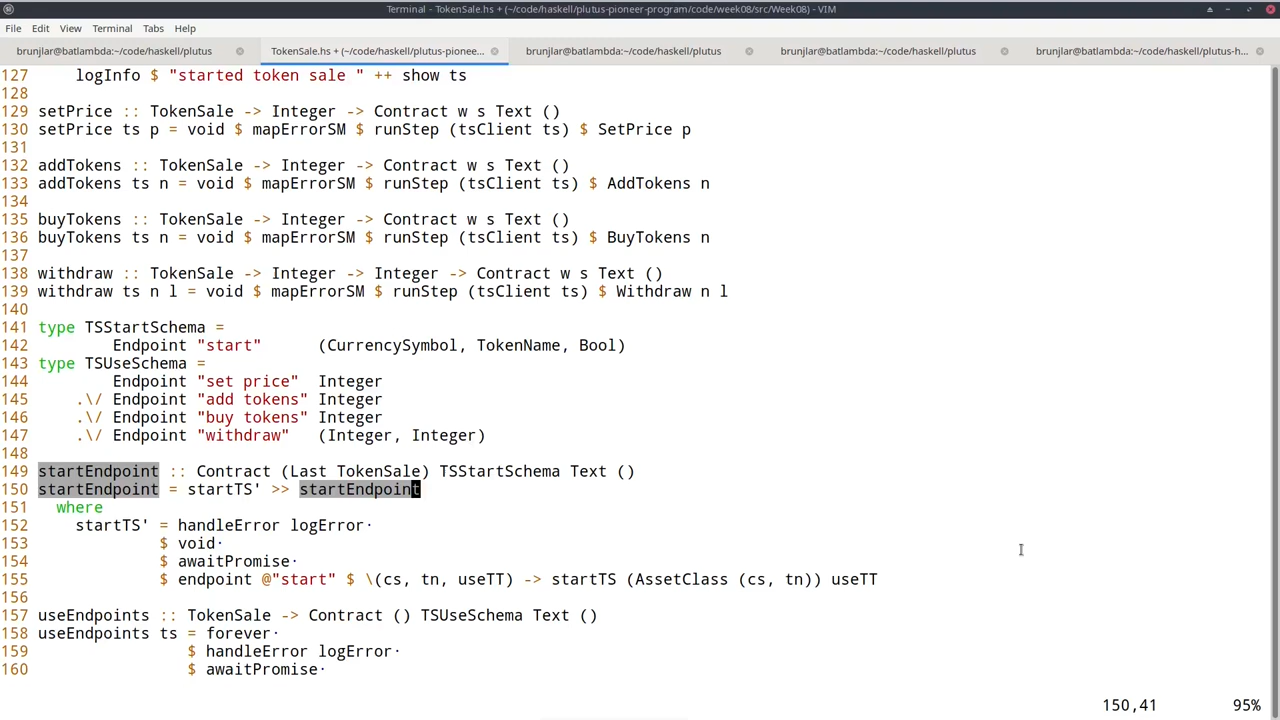 Terminal - TokenSale.hs + (~/code/haskell/plutus-pioneer-program/code/week08/src/Week08) - VIM
File Edit View Terminal Tabs Help
brunjlar@batlambda:~/code/haskell/plutus TokenSale.hs + (~/code/haskell/plutus-pionee... brunjlar@batlambda:~/code/haskell/plutus brunjlar@batlambda:~/code/haskell/plutus brunjlar@batlambda:~/code/haskell/plutus-h...
127     logInfo $ "started token sale " ++ show ts
128
129 setPrice :: TokenSale -> Integer -> Contract w s Text ()
130 setPrice ts p = void $ mapErrorSM $ runStep (tsClient ts) $ SetPrice p
131
132 addTokens :: TokenSale -> Integer -> Contract w s Text ()
133 addTokens ts n = void $ mapErrorSM $ runStep (tsClient ts) $ AddTokens n
134
135 buyTokens :: TokenSale -> Integer -> Contract w s Text ()
136 buyTokens ts n = void $ mapErrorSM $ runStep (tsClient ts) $ BuyTokens n
137
138 withdraw :: TokenSale -> Integer -> Integer -> Contract w s Text ()
139 withdraw ts n l = void $ mapErrorSM $ runStep (tsClient ts) $ Withdraw n l
140
141 type TSStartSchema =
142         Endpoint "start"      (CurrencySymbol, TokenName, Bool)
143 type TSUseSchema =
144         Endpoint "set price"  Integer
145     .\/ Endpoint "add tokens" Integer
146     .\/ Endpoint "buy tokens" Integer
147     .\/ Endpoint "withdraw"   (Integer, Integer)
148
149 startEndpoint :: Contract (Last TokenSale) TSStartSchema Text ()
150 startEndpoint = startTS' >> startEndpoint
151   where
152     startTS' = handleError logError·
153              $ void·
154              $ awaitPromise·
155              $ endpoint @"start" $ \(cs, tn, useTT) -> startTS (AssetClass (cs, tn)) useTT
156
157 useEndpoints :: TokenSale -> Contract () TSUseSchema Text ()
158 useEndpoints ts = forever·
159                 $ handleError logError·
160                 $ awaitPromise·
150,41 95%